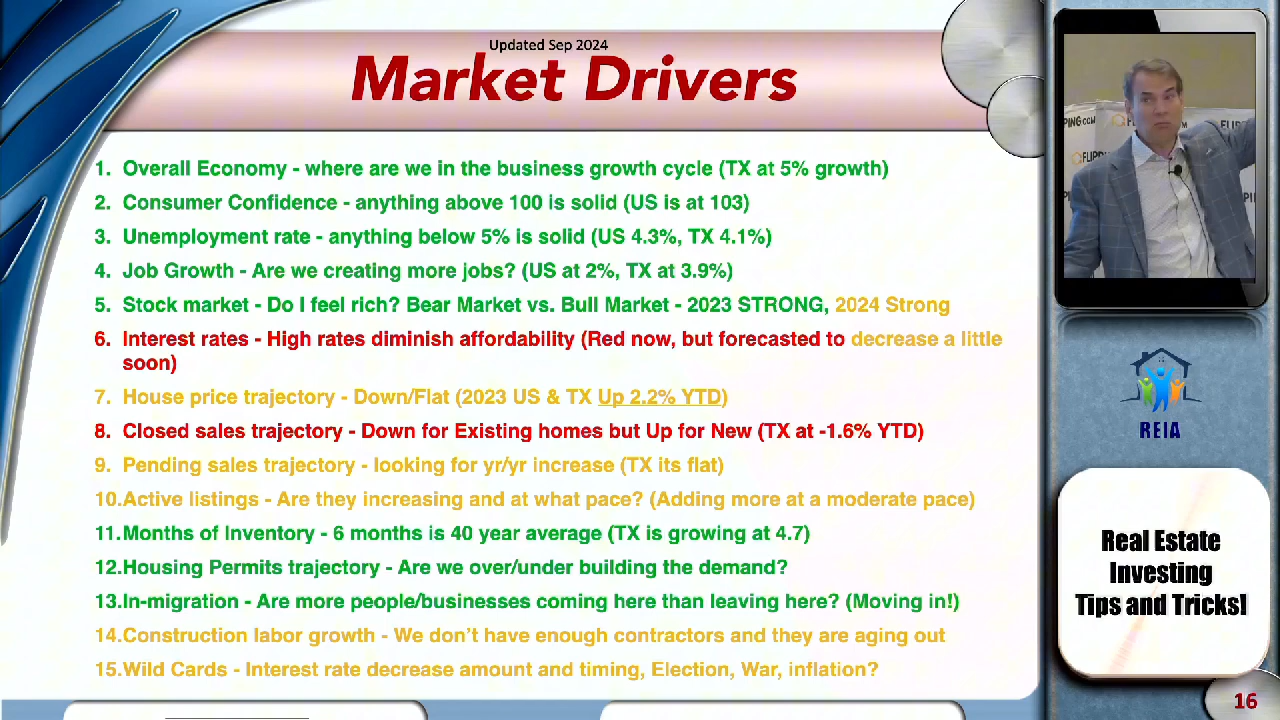 Updated Sep 2024
Market Drivers
1. Overall Economy - where are we in the business growth cycle (TX at 5% growth)
2. Consumer Confidence - anything above 100 is solid (US is at 103)
3. Unemployment rate - anything below 5% is solid (US 4.3%, TX 4.1%)
4. Job Growth - Are we creating more jobs? (US at 2%, TX at 3.9%)
5. Stock market - Do I feel rich? Bear Market vs. Bull Market - 2023 STRONG, 2024 Strong
6. Interest rates - High rates diminish affordability (Red now, but forecasted to decrease a little
soon)
7. House price trajectory - Down/Flat (2023 US & TX Up 2.2% YTD)
8. Closed sales trajectory - Down for Existing homes but Up for New (TX at -1.6% YTD)
9. Pending sales trajectory - looking for yr/yr increase (TX its flat)
10.Active listings - Are they increasing and at what pace? (Adding more at a moderate pace)
11.Months of Inventory - 6 months is 40 year average (TX is growing at 4.7)
12.Housing Permits trajectory - Are we over/under building the demand?
13.In-migration - Are more people/businesses coming here than leaving here? (Moving in!)
14.Construction labor growth - We don't have enough contractors and they are aging out
15.Wild Cards - Interest rate decrease amount and timing, Election, War, inflation?
PING.COM
REIA
Real Estate
Investing
Tips and Tricks!
16